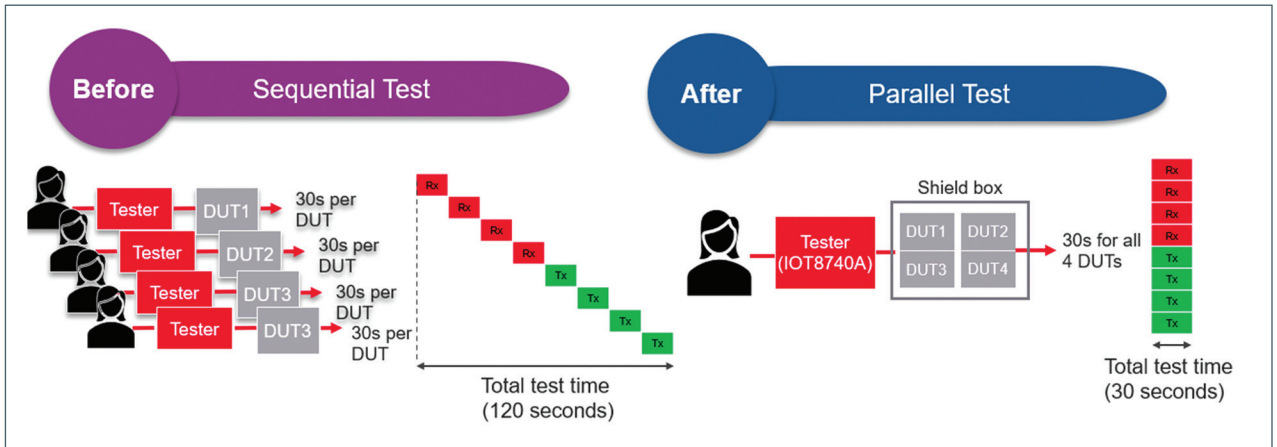 Before
Sequential Test
After
Parallel Test
Tester
DUT1
30s per
DUT
Tester
DUT2
30s per
DUT
Tester
DUT3
30s per
DUT
Tester
DUT3
30s per
DUT
Rx
Rx
Rx
Rx
Tx
Tx
Tx
Tx
Total test time
(120 seconds)
Tester
(IOT8740A)
Shield box
DUT1
DUT2
DUT3
DUT4
30s for all
4 DUTs
Rx
Rx
Rx
Rx
Tx
Tx
Tx
Tx
Total test time
(30 seconds)